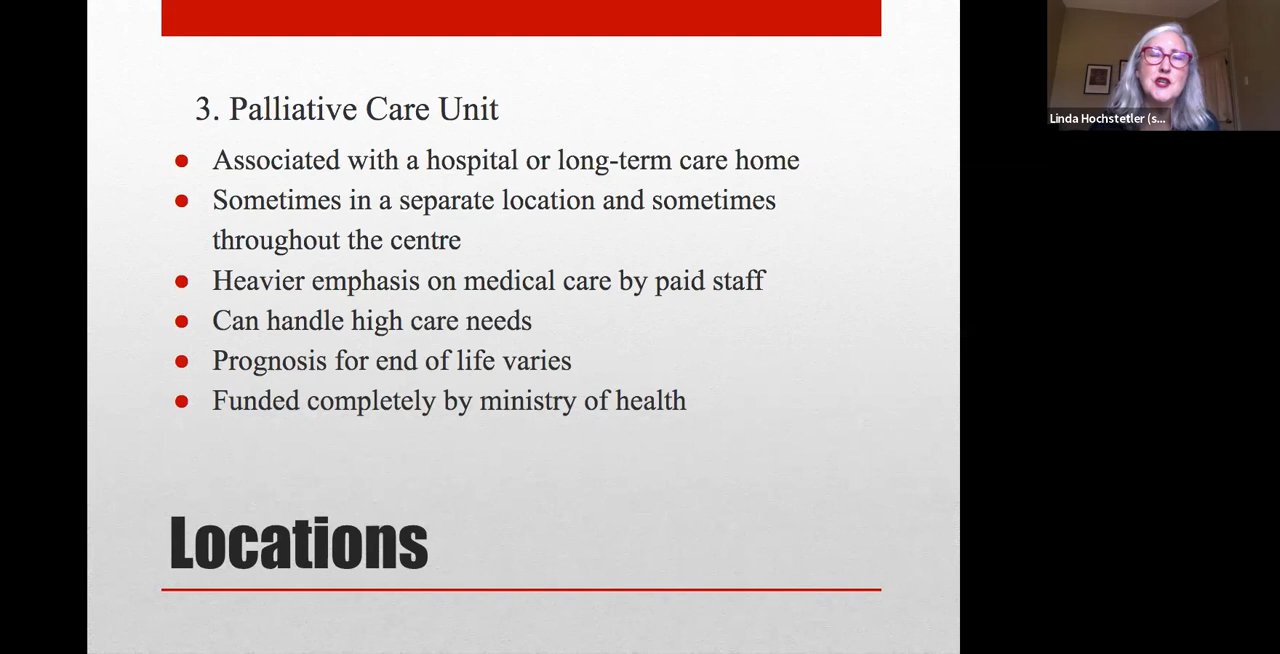 3. Palliative Care Unit
Associated with a hospital or long-term care home
Sometimes in a separate location and sometimes
throughout the centre
Heavier emphasis on medical care by paid staff
Can handle high care needs
Prognosis for end of life varies
Funded completely by ministry of health
Locations
Linda Hochstetler (s...